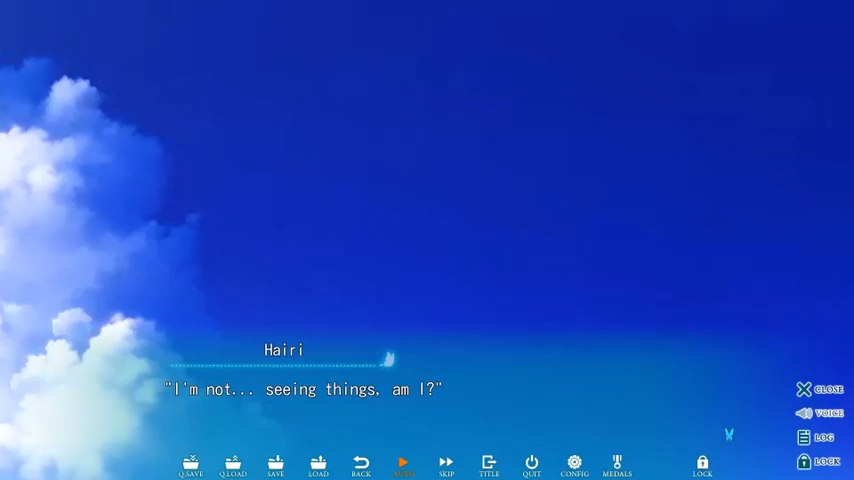 Hairi
"I'm not... seeing things, am I?"
CLOSE
VOICE
LOG
LOCK
Q.SAVE
Q.LOAD
SAVE
LOAD
BACK
AUTO
SKIP
TITLE
QUIT
CONFIG
MEDALS
LOCK